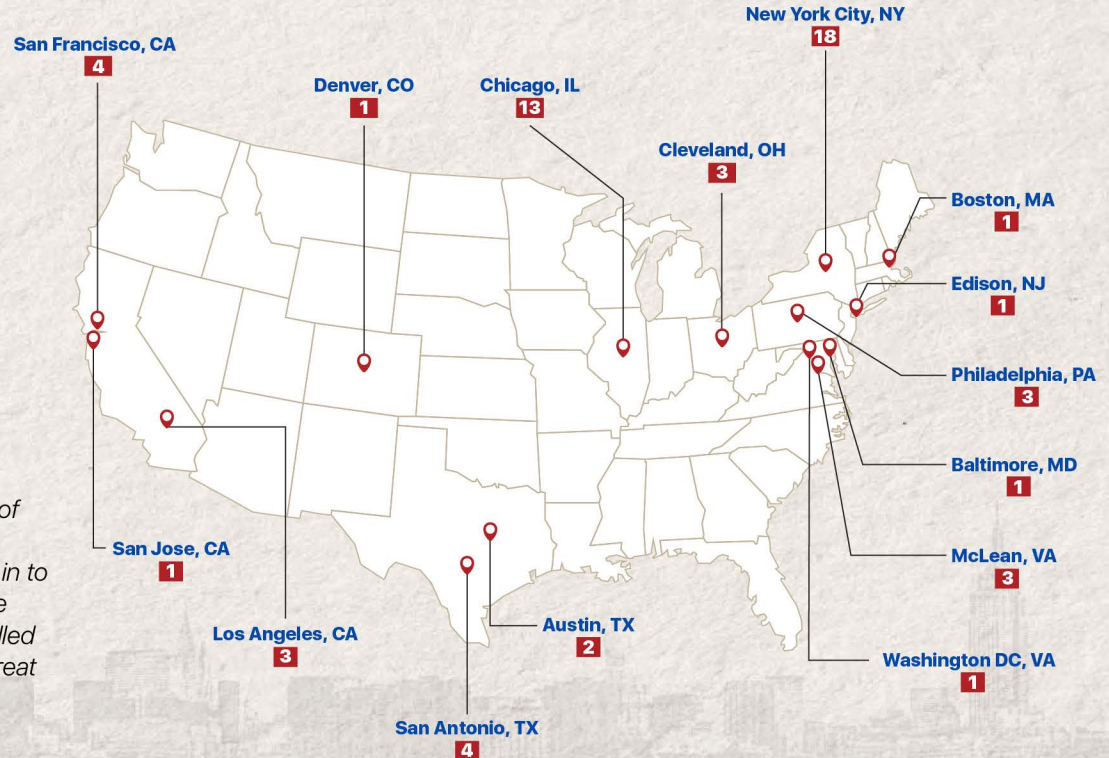 New York City, NY
18
San Francisco, CA
4
Denver, CO
1
Chicago, IL
13
Cleveland, OH
3
Boston, MA
1
Edison, NJ
1
Philadelphia, PA
3
Baltimore, MD
1
of
in to
McLean, VA
3
San Jose, CA
1
Los Angeles, CA
3
Austin, TX
2
Washington DC, VA
1
San Antonio, TX
4